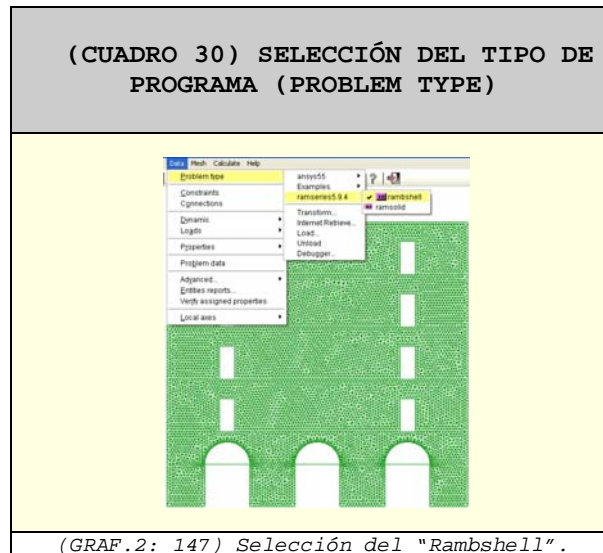 (CUADRO 30) SELECCIÓN DEL TIPO DE
PROGRAMA (PROBLEM TYPE)
Data Mesh Calculate Help
Problem type
Constraints
Connections
Dynamic
Loads
Properties
Problem data
Advanced...
Entities reports...
Verify assigned properties
Local axes
ansys55
Examples
ramseries5.9.4
Transform...
Internet Retrieve...
Load...
Unload
Debugger...
rambshell
ramsolid
(GRAF.2: 147) Selección del "Rambshell".